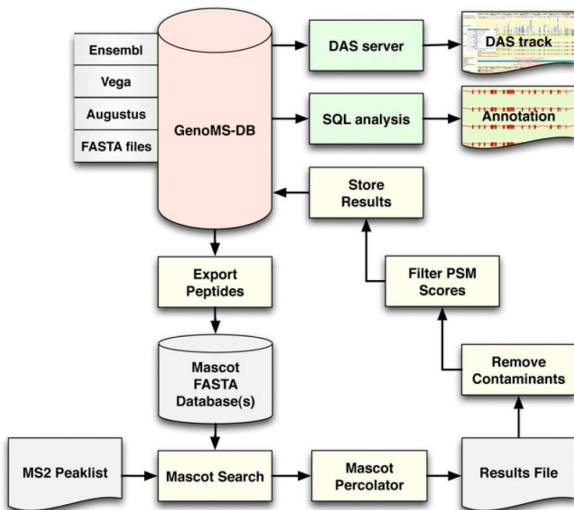 Ensembl
Vega
Augustus
FASTA files
GenoMS-DB
DAS server
DAS track
SQL analysis
Annotation
Store
Results
Export
Peptides
Filter PSM
Scores
Mascot
FASTA
Database(s)
Remove
Contaminants
MS2 Peaklist
Mascot Search
Mascot
Percolator
Results File